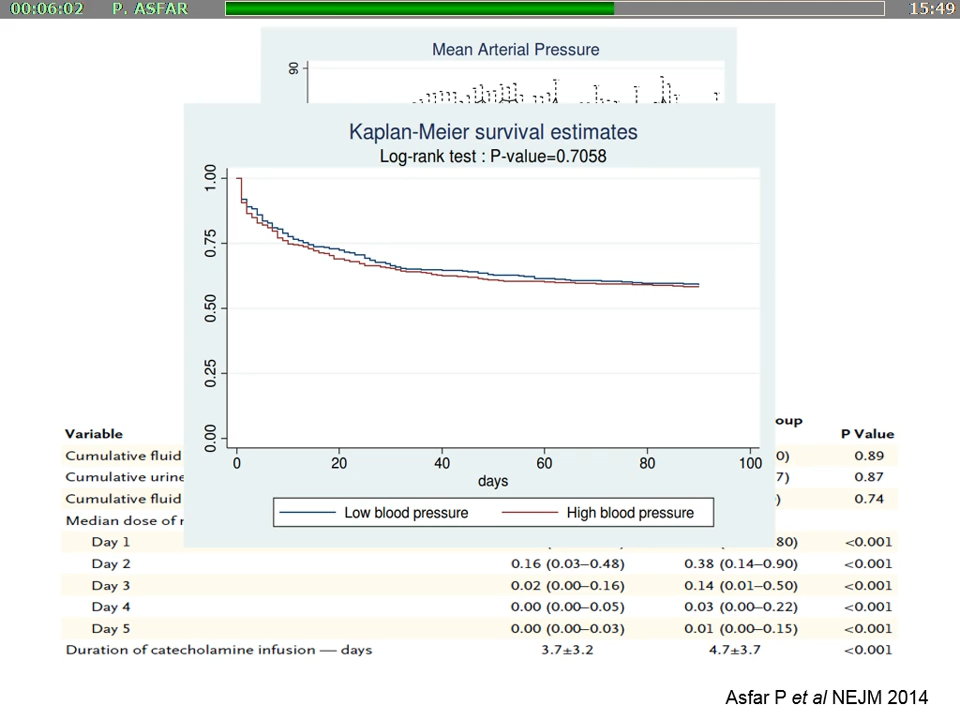 00:06:02 P. ASFAR 15:49
Mean Arterial Pressure
90
Kaplan-Meier survival estimates
Log-rank test : P-value=0.7058
1.00
0.75
0.50
0.25
0.00
0 20 40 60 80 100
days
Low blood pressure High blood pressure
oup
Variable P Value
Cumulative fluid 0) 0.89
Cumulative urine 7) 0.87
Cumulative fluid ) 0.74
Median dose of
Day 1 80) <0.001
Day 2 0.16 (0.03–0.48) 0.38 (0.14–0.90) <0.001
Day 3 0.02 (0.00–0.16) 0.14 (0.01–0.50) <0.001
Day 4 0.00 (0.00–0.05) 0.03 (0.00–0.22) <0.001
Day 5 0.00 (0.00–0.03) 0.01 (0.00–0.15) <0.001
Duration of catecholamine infusion — days 3.7±3.2 4.7±3.7 <0.001
Asfar P et al NEJM 2014